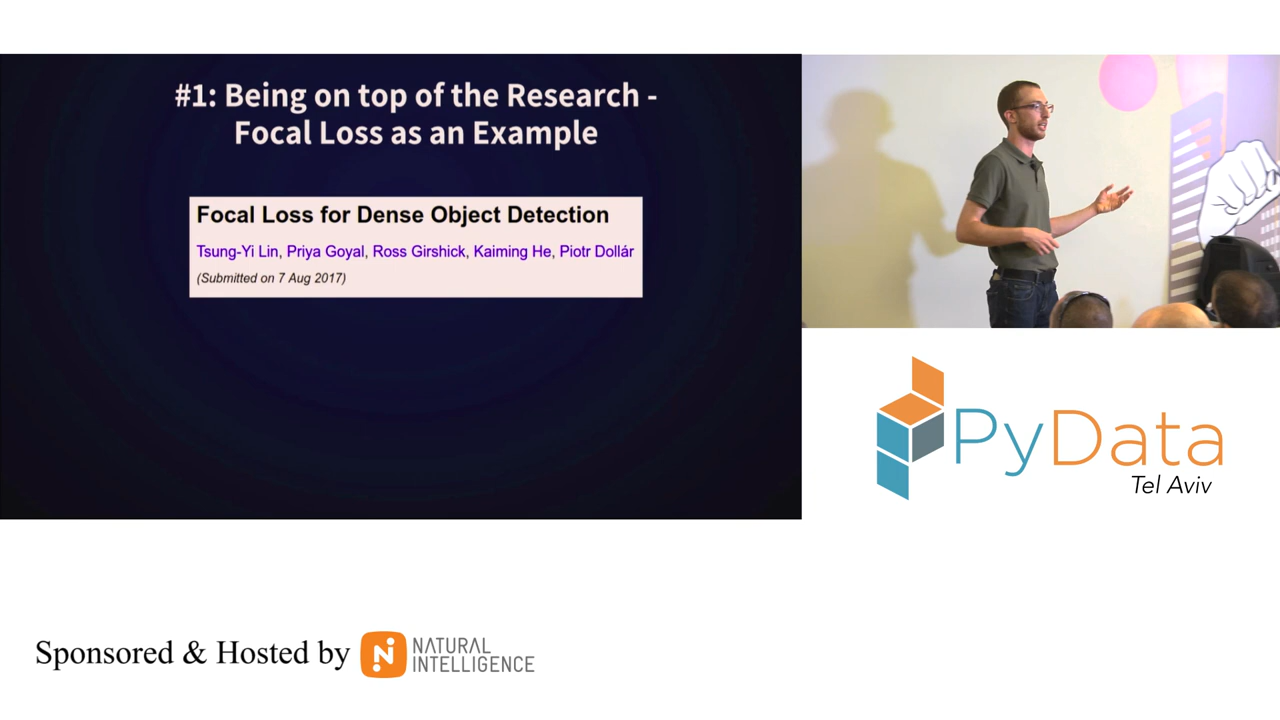 #1: Being on top of the Research -
Focal Loss as an Example
Focal Loss for Dense Object Detection
Tsung-Yi Lin, Priya Goyal, Ross Girshick, Kaiming He, Piotr Dollár
(Submitted on 7 Aug 2017)
PyData
Tel Aviv
Sponsored & Hosted by
NATURAL
INTELLIGENCE